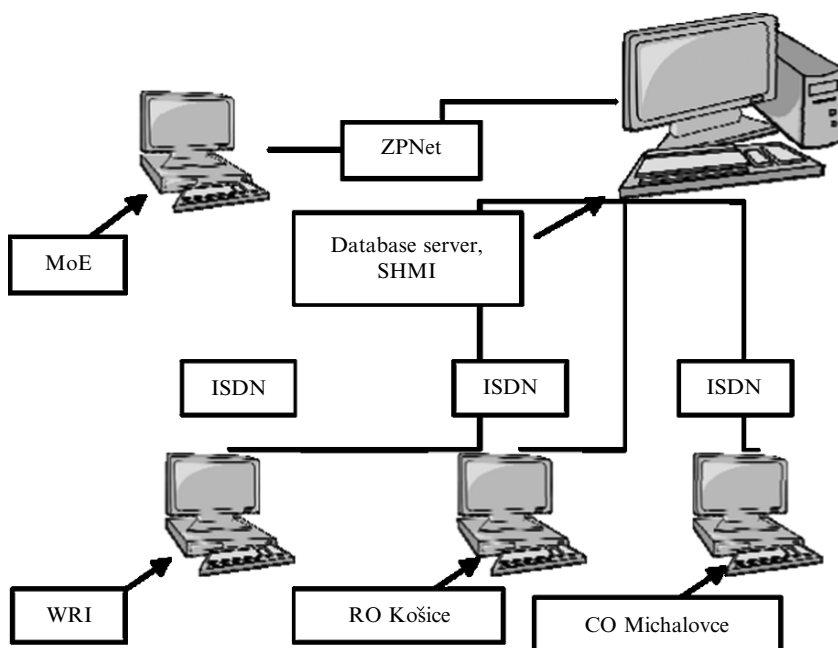 ZPNet
MoE
Database server,
SHMI
ISDN
ISDN
ISDN
WRI
RO Košice
CO Michalovce